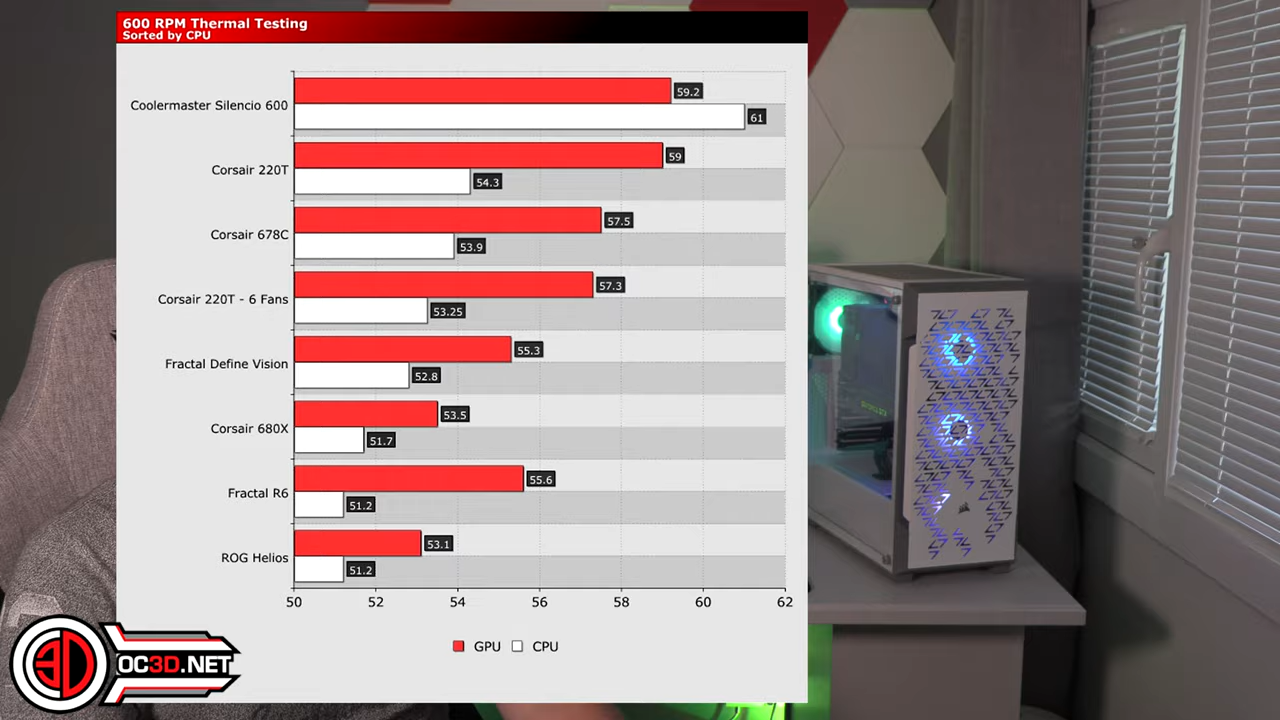 600 RPM Thermal Testing
Sorted by CPU
Coolermaster Silencio 600
59.2
61
Corsair 220T
59
54.3
Corsair 678C
57.5
53.9
Corsair 220T - 6 Fans
57.3
53.25
Fractal Define Vision
55.3
52.8
Corsair 680X
53.5
51.7
Fractal R6
55.6
51.2
ROG Helios
53.1
51.2
50 52 54 56 58 60 62
GPU CPU
3D OC3D.NET